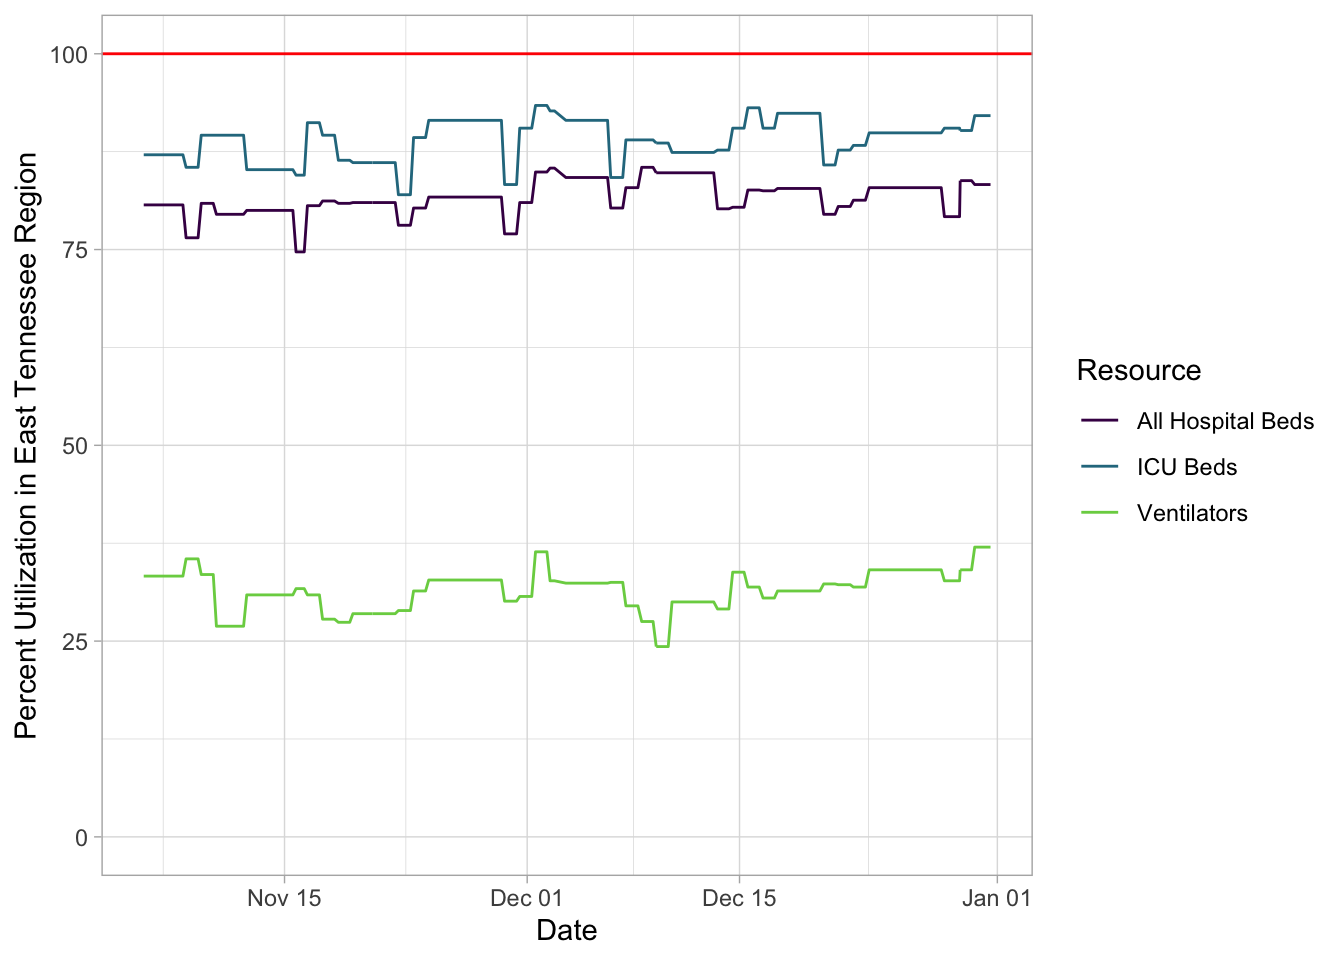 Percent Utilization in East Tennessee Region
100
75
50
25
0
Nov 15
Dec 01
Dec 15
Jan 01
Date
Resource
All Hospital Beds
ICU Beds
Ventilators